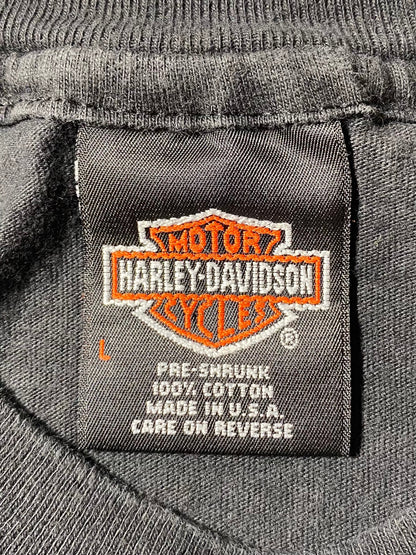 MOTOR
HARLEY-DAVIDSON
CYCLES
®
L
PRE-SHRUNK
100% COTTON
MADE IN U.S.A.
CARE ON REVERSE